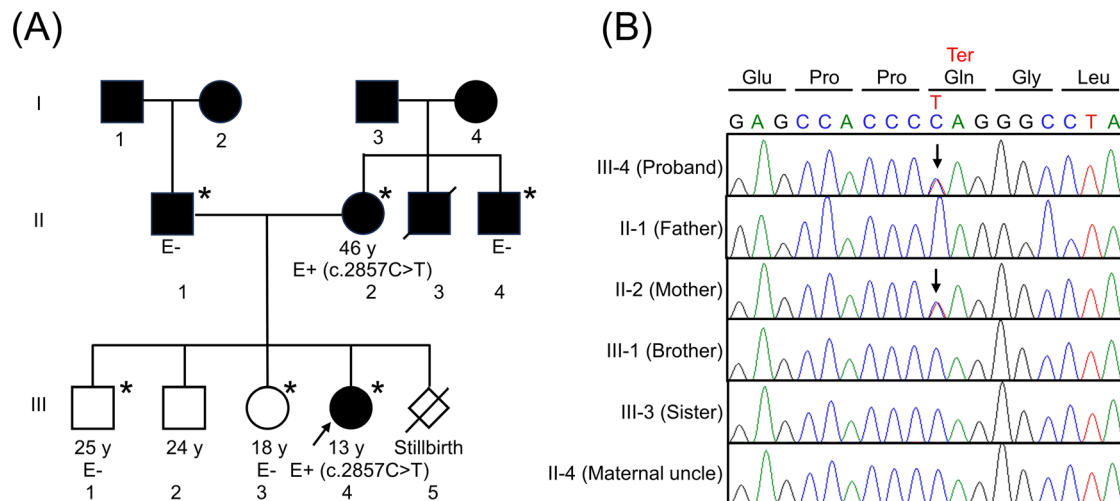 (A)
I
1 2 3 4
II
* * *
E-
46 y
E+ (c.2857C>T)
E-
1 2 3 4
III
* * *
25 y 24 y 18 y 13 y Stillbirth
E- E- E+ (c.2857C>T)
1 2 3 4 5
(B)
Ter
Glu Pro Pro Gln Gly Leu
T
G A G C C A C C C C A G G G C C T A
III-4 (Proband)
II-1 (Father)
II-2 (Mother)
III-1 (Brother)
III-3 (Sister)
II-4 (Maternal uncle)